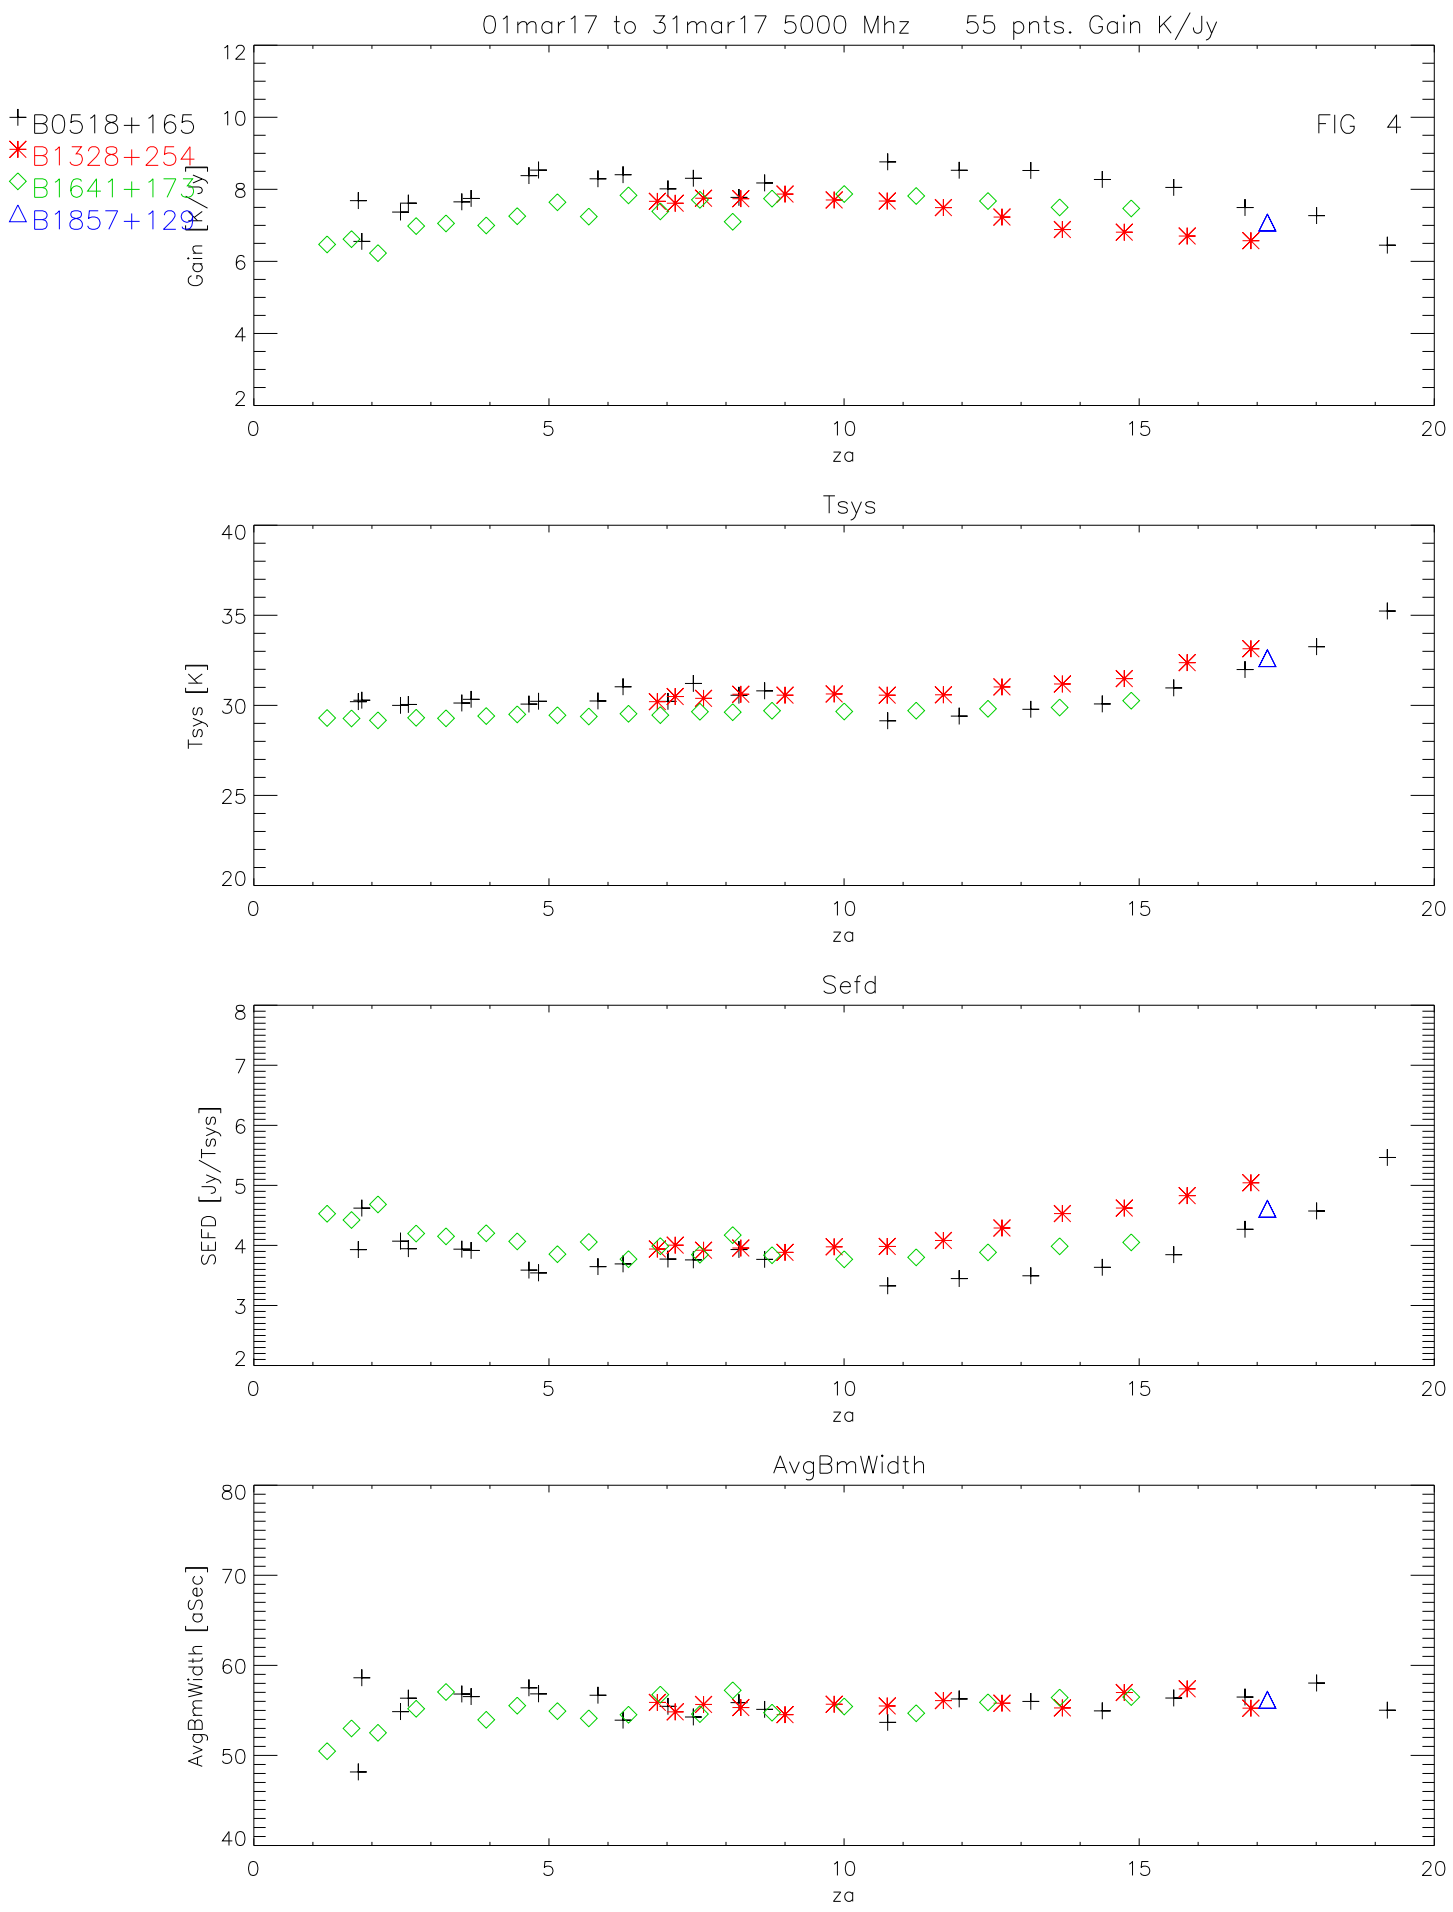 01mar17 to 31mar17 5000 Mhz 55 pnts. Gain K/Jy
B0518+165
B1328+254
B1641+173
B1857+129
FIG 4
Gain [K/Jy]
12
10
8
6
4
2
0 5 10 15 20
za
Tsys
Tsys [K]
40
35
30
25
20
0 5 10 15 20
za
Sefd
SEFD [Jy/Tsys]
8
7
6
5
4
3
2
0 5 10 15 20
za
AvgBmWidth
AvgBmWidth [aSec]
80
70
60
50
40
0 5 10 15 20
za